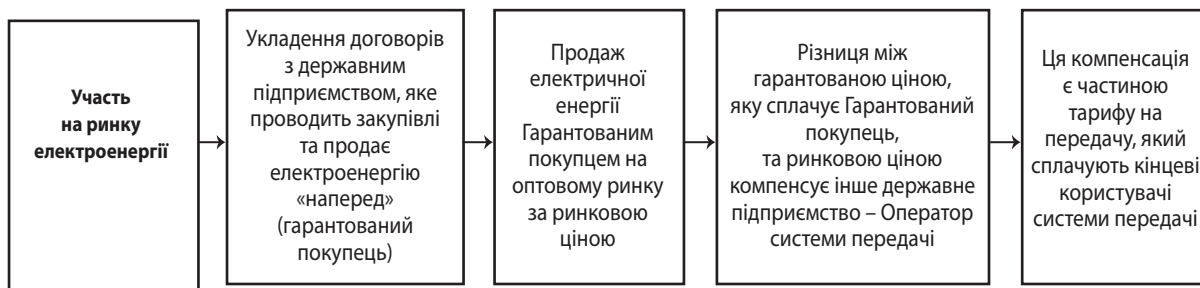 Участь
на ринку
електроенергії
Укладення договорів
з державним
підприємством, яке
проводить закупівлі
та продає
електроенергію
«наперед»
(гарантований
покупець)
Продаж
електричної
енергії
Гарантованим
покупцем на
оптовому ринку
за ринковою
ціною
Різниця між
гарантованою ціною,
яку сплачує Гарантований
покупець,
та ринковою ціною
компенсує інше державне
підприємство – Оператор
системи передачі
Ця компенсація
є частиною
тарифу на
передачу, який
сплачують кінцеві
користувачі
системи передачі